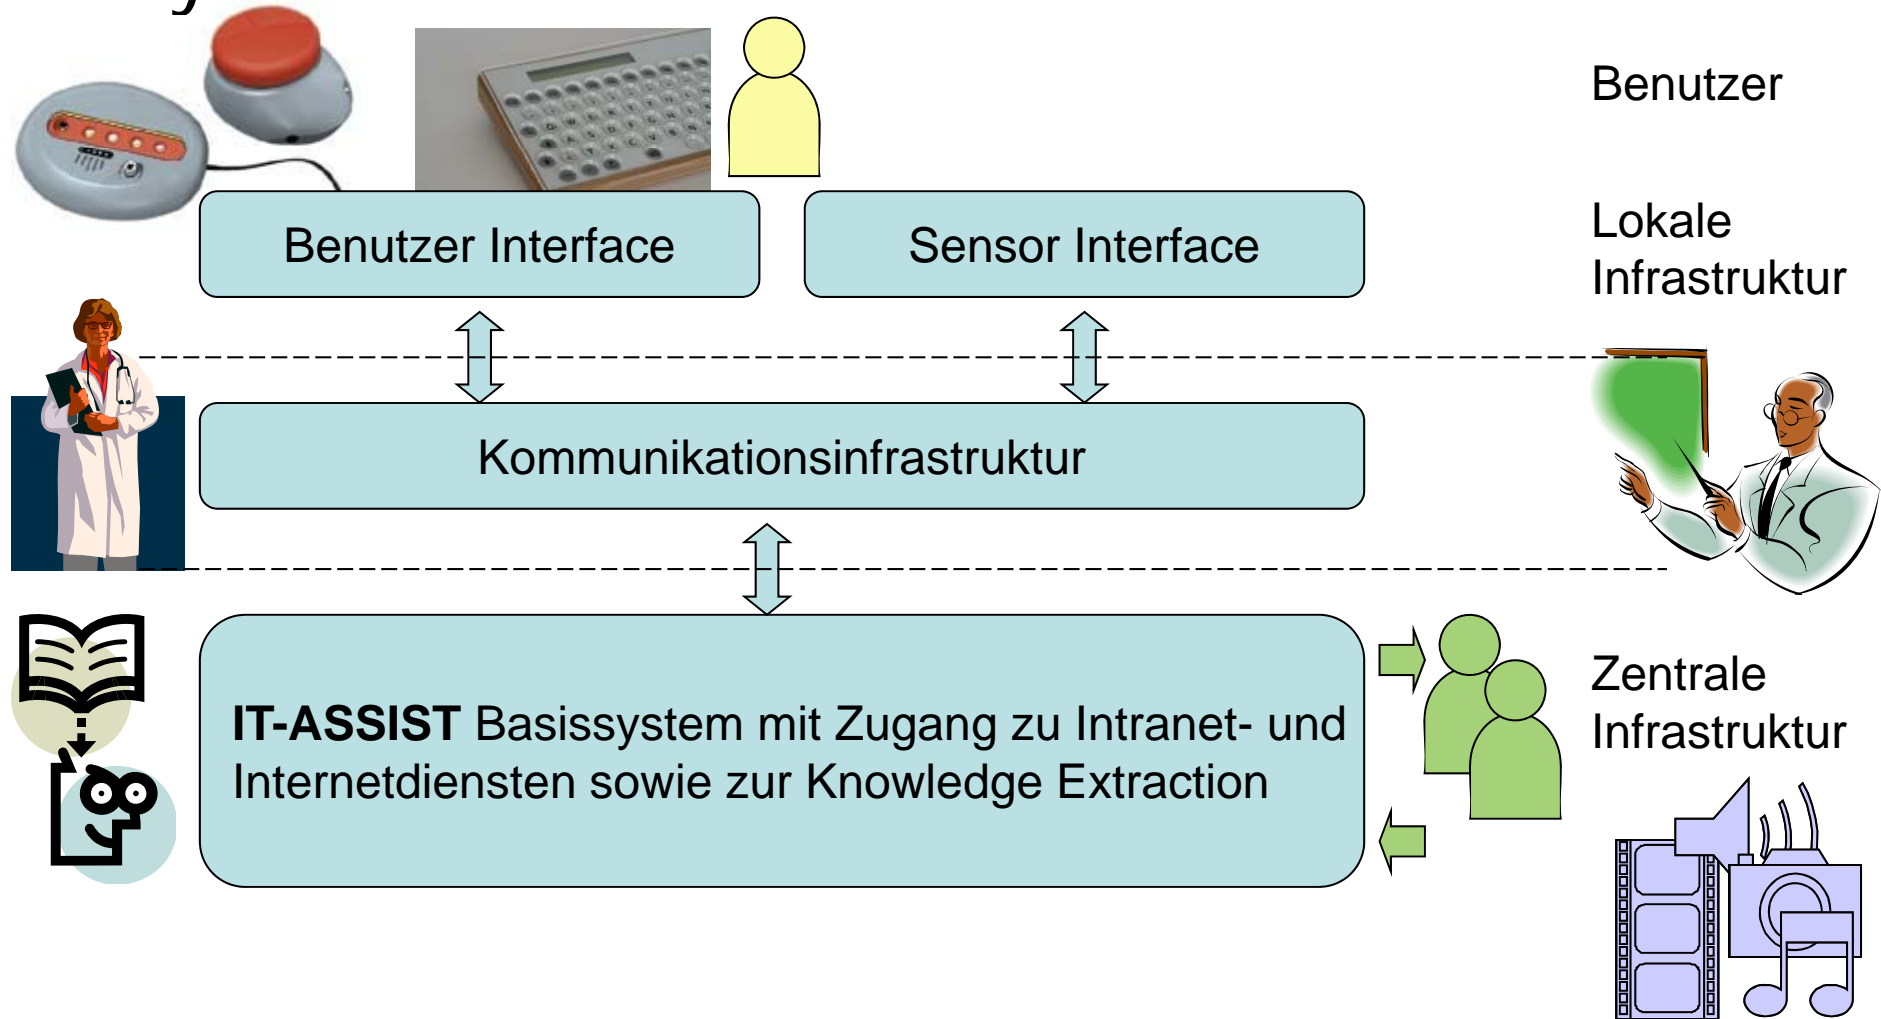 Benutzer
Benutzer Interface
Sensor Interface
Lokale
Infrastruktur
Kommunikationsinfrastruktur
IT-ASSIST Basissystem mit Zugang zu Intranet- und
Internetdiensten sowie zur Knowledge Extraction
Zentrale
Infrastruktur